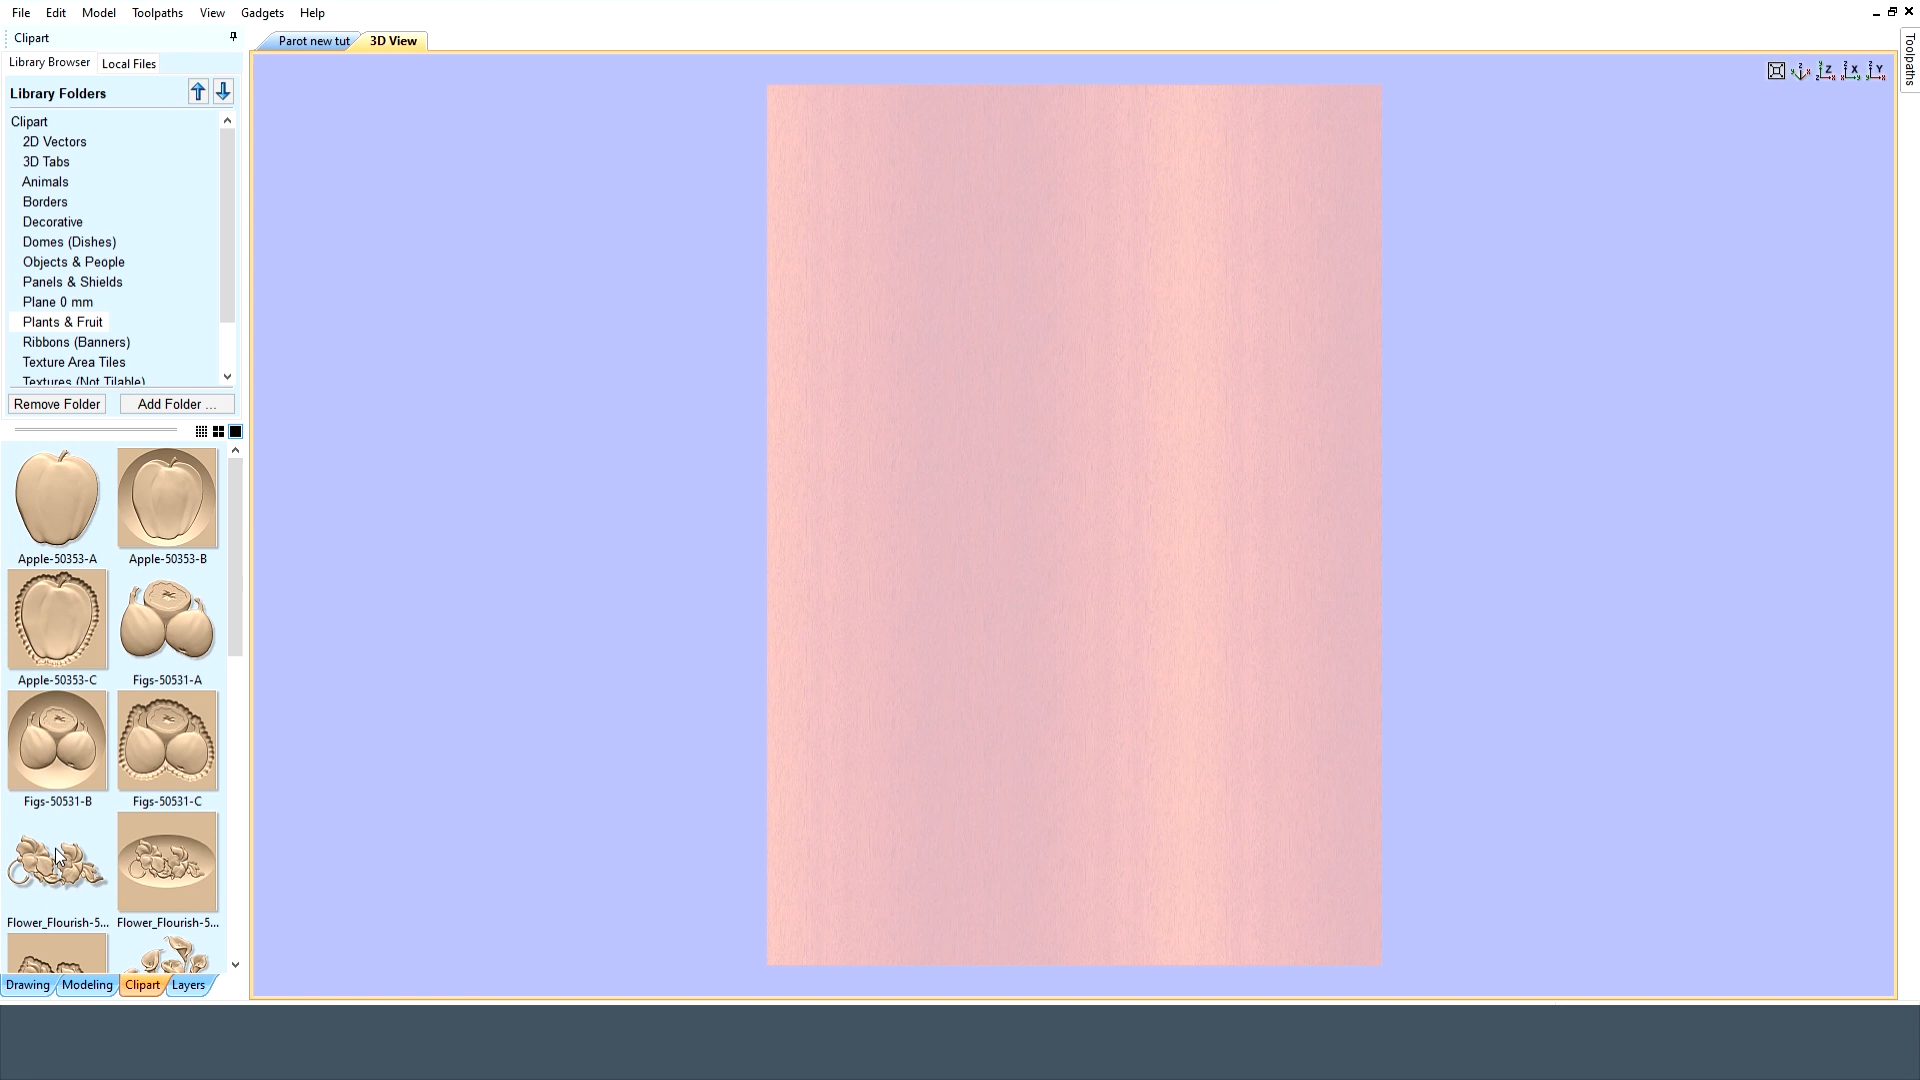 File Edit Model Toolpaths View Gadgets Help
Clipart
Parot new tut 3D View
Toolpaths
Library Browser Local Files
Library Folders
Clipart
2D Vectors
3D Tabs
Animals
Borders
Decorative
Domes (Dishes)
Objects & People
Panels & Shields
Plane 0 mm
Plants & Fruit
Ribbons (Banners)
Texture Area Tiles
Textures (Not Tilable)
Remove Folder Add Folder ...
Apple-50353-A Apple-50353-B
Apple-50353-C Figs-50531-A
Figs-50531-B Figs-50531-C
Flower_Flourish-5... Flower_Flourish-5...
Drawing Modeling Clipart Layers